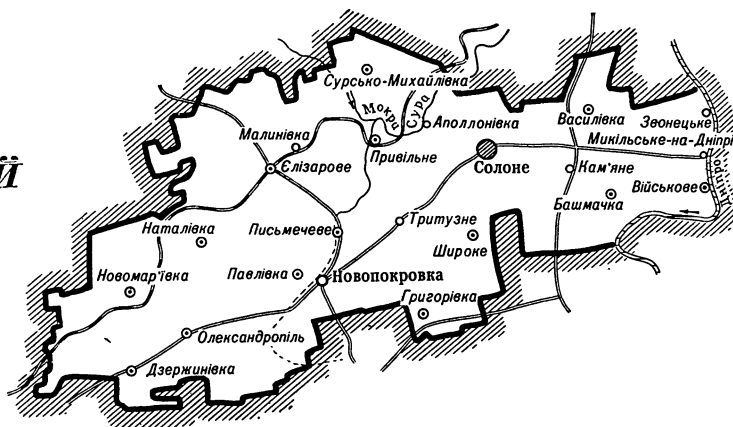 Й
Сурсько-Михайлівка
Мокра
Сура
Аполлонівка
Василівка
Звонецьке
Малинівка
Привільне
Микільське-на-Дніпрі
Єлізарове
Солоне
Кам'яне
Військове
Дніпро
Башмачка
Наталівка
Письмечеве
Тритузне
Широке
Новомар'ївка
Павлівка
Новопокровка
Григорівка
Олександропіль
Дзержинівка